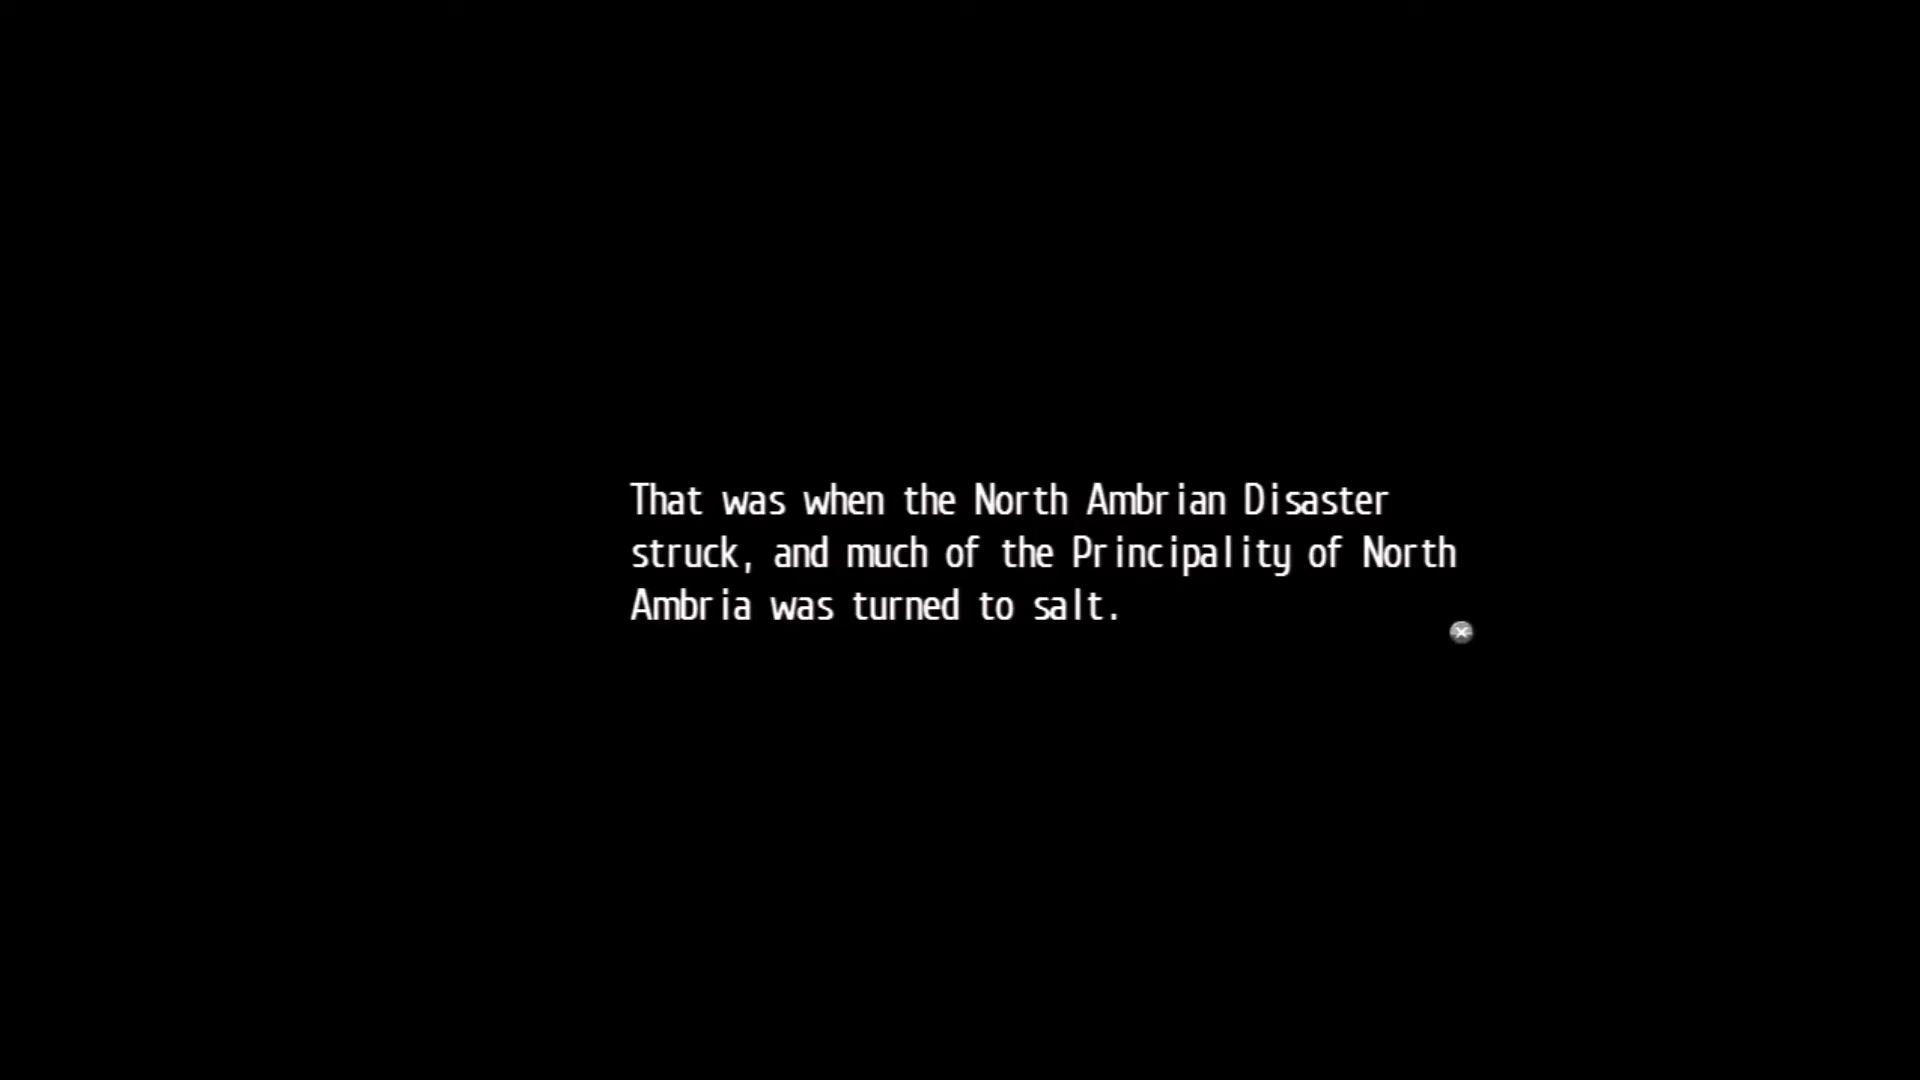 That was when the North Ambrian Disaster
struck, and much of the Principality of North
Ambria was turned to salt.